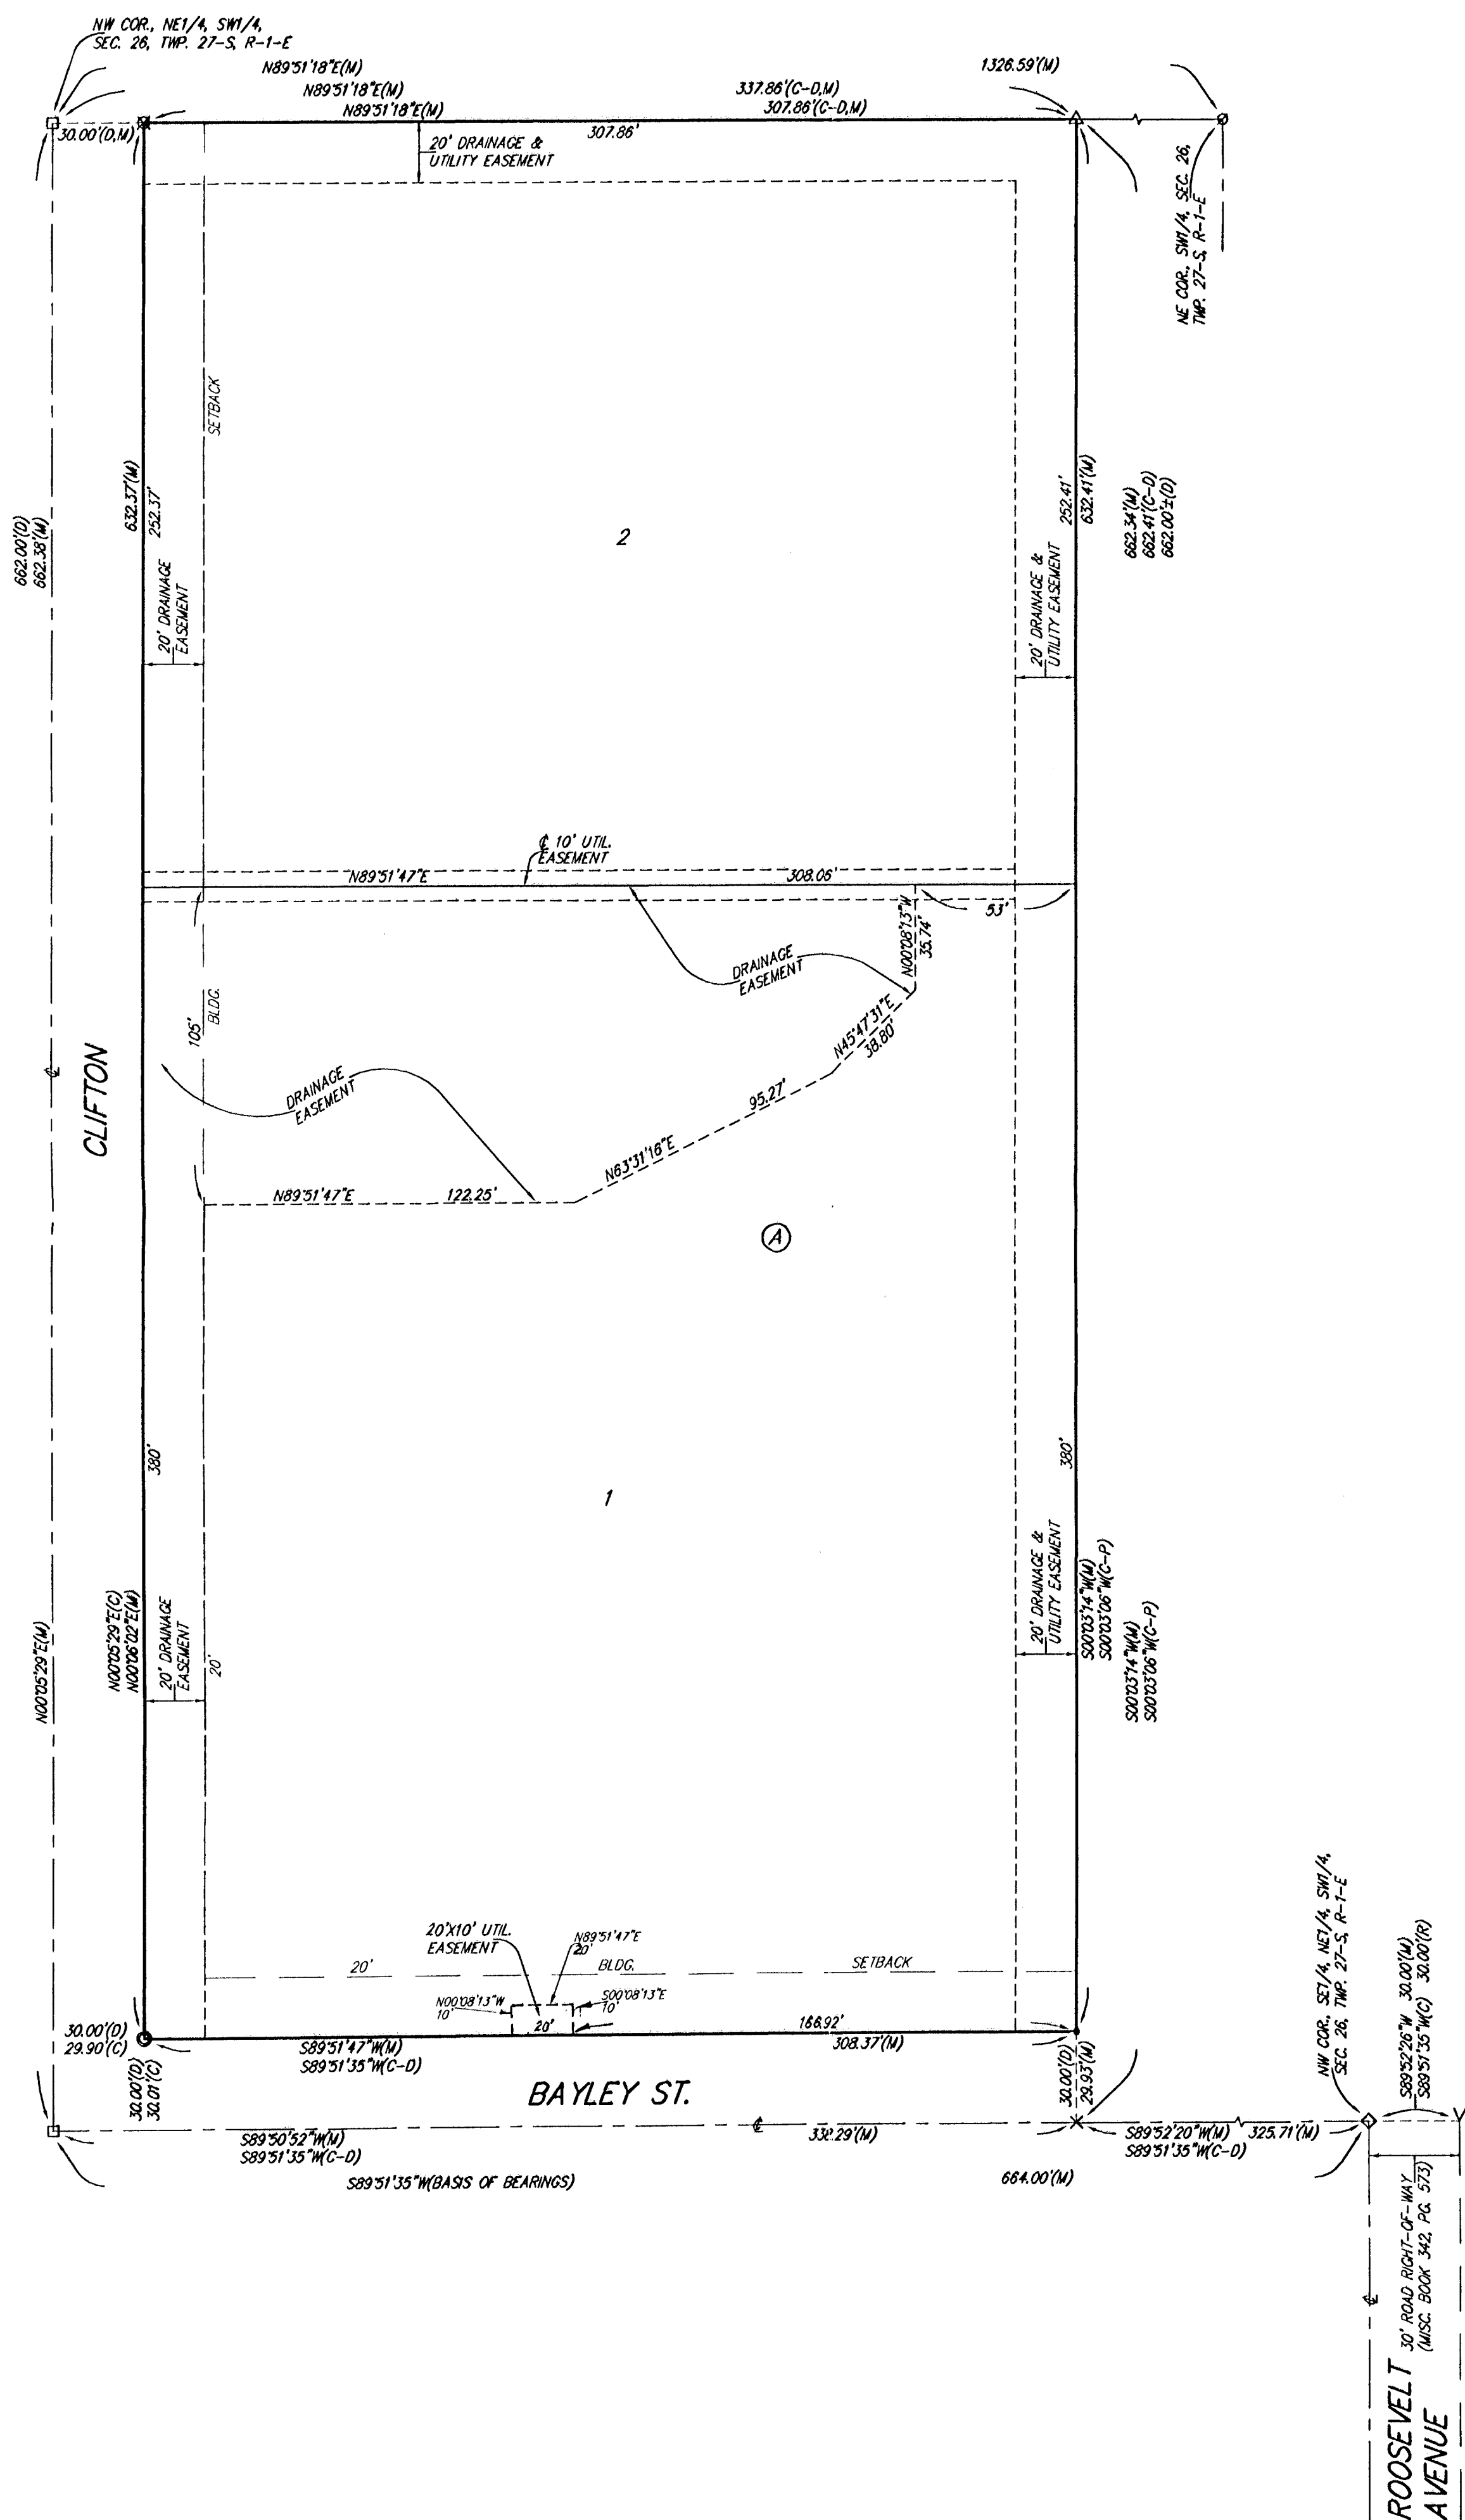 NW COR., NE1/4, SW1/4,
SEC. 26, TWP. 27-S, R-1-E
N89°51'18"E(M)
1326.59'(M)
N89°51'18"E(M)
337.86'(C-D,M)
N89°51'18"E(M)
307.86'(C-D,M)
30.00'(D,M)
307.86'
20' DRAINAGE &
UTILITY EASEMENT
NE COR., SW1/4, SEC. 26,
TWP. 27-S, R-1-E
SETBACK
662.00'(D)
662.38'(M)
632.37'(M)
252.37'
252.41'
632.41'(M)
662.34'(M)
662.41'(C-D)
662.00'±(D)
2
20' DRAINAGE
EASEMENT
20' DRAINAGE &
UTILITY EASEMENT
℄ 10' UTIL.
EASEMENT
N89°51'47"E
308.06'
53'
N00°08'13"W
35.74'
DRAINAGE
EASEMENT
N45°47'31"E
38.80'
105'
BLDG.
℄
CLIFTON
DRAINAGE
EASEMENT
95.27'
N63°31'16"E
N89°51'47"E
122.25'
A
380'
380'
1
20' DRAINAGE &
UTILITY EASEMENT
S00°03'14"W(M)
S00°03'06"W(C-P)
S00°03'14"W(M)
S00°03'06"W(C-P)
N00°05'29"E(M)
N00°05'29"E(C)
N00°06'02"E(M)
20' DRAINAGE
EASEMENT
20'
20'X10' UTIL.
EASEMENT
N89°51'47"E
20'
20'
BLDG.
SETBACK
N00°08'13"W
10'
S00°08'13"E
10'
20'
166.92'
30.00'(D)
29.90'(C)
S89°51'47"W(M)
308.37'(M)
S89°51'35"W(C-D)
30.00'(D)
30.01'(C)
BAYLEY ST.
30.00'(D)
29.93'(M)
NW COR., SE1/4, NE1/4, SW1/4,
SEC. 26, TWP. 27-S, R-1-E
S89°52'26"W 30.00'(M)
S89°51'35"W(C) 30.00'(R)
S89°50'52"W(M)
℄
S89°51'35"W(C-D)
S89°52'20"W(M) 325.71'(M)
S89°51'35"W(C-D)
S89°51'35"W(BASIS OF BEARINGS)
664.00'(M)
℄
30' ROAD RIGHT-OF-WAY
(MISC. BOOK 342, PG. 573)
ROOSEVELT
AVENUE